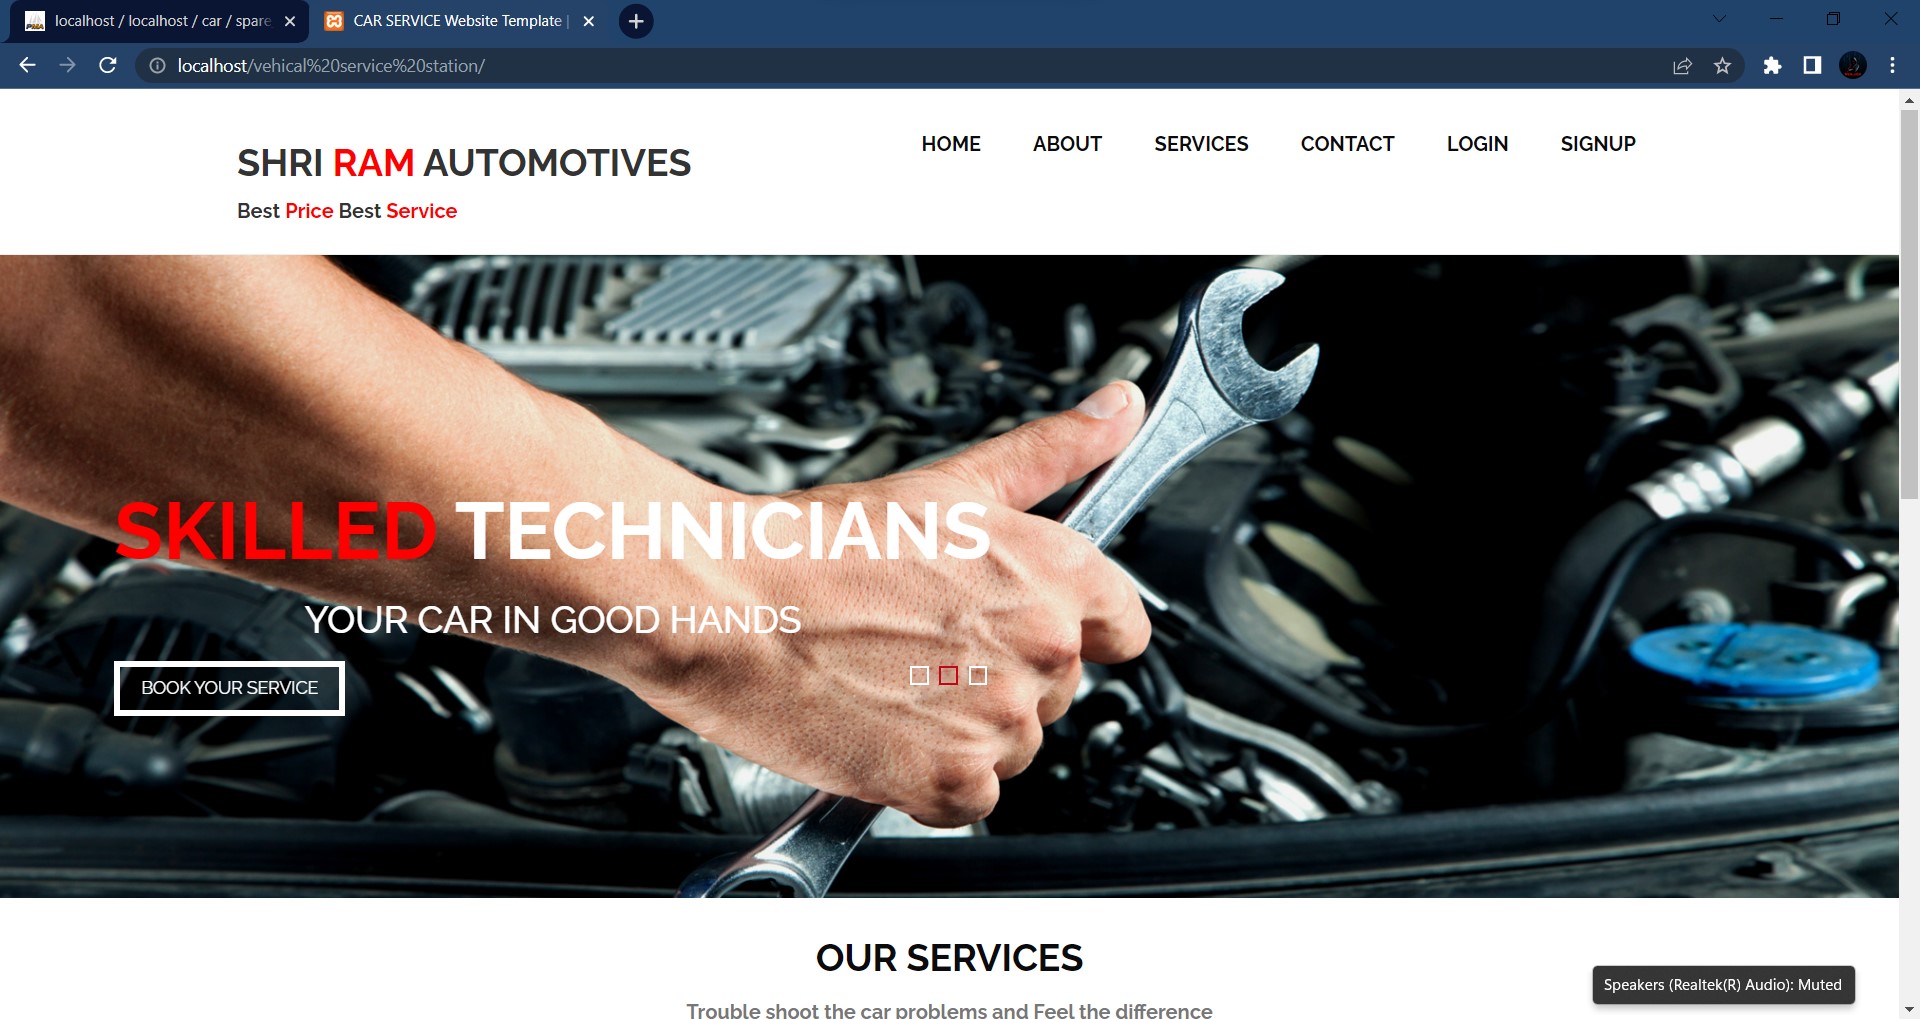 localhost / localhost / car / spare
CAR SERVICE Website Template |
localhost/vehical%20service%20station/
SHRI RAM AUTOMOTIVES
Best Price Best Service
HOME ABOUT SERVICES CONTACT LOGIN SIGNUP
SKILLED TECHNICIANS
YOUR CAR IN GOOD HANDS
BOOK YOUR SERVICE
OUR SERVICES
Trouble shoot the car problems and Feel the difference
Speakers (Realtek(R) Audio): Muted